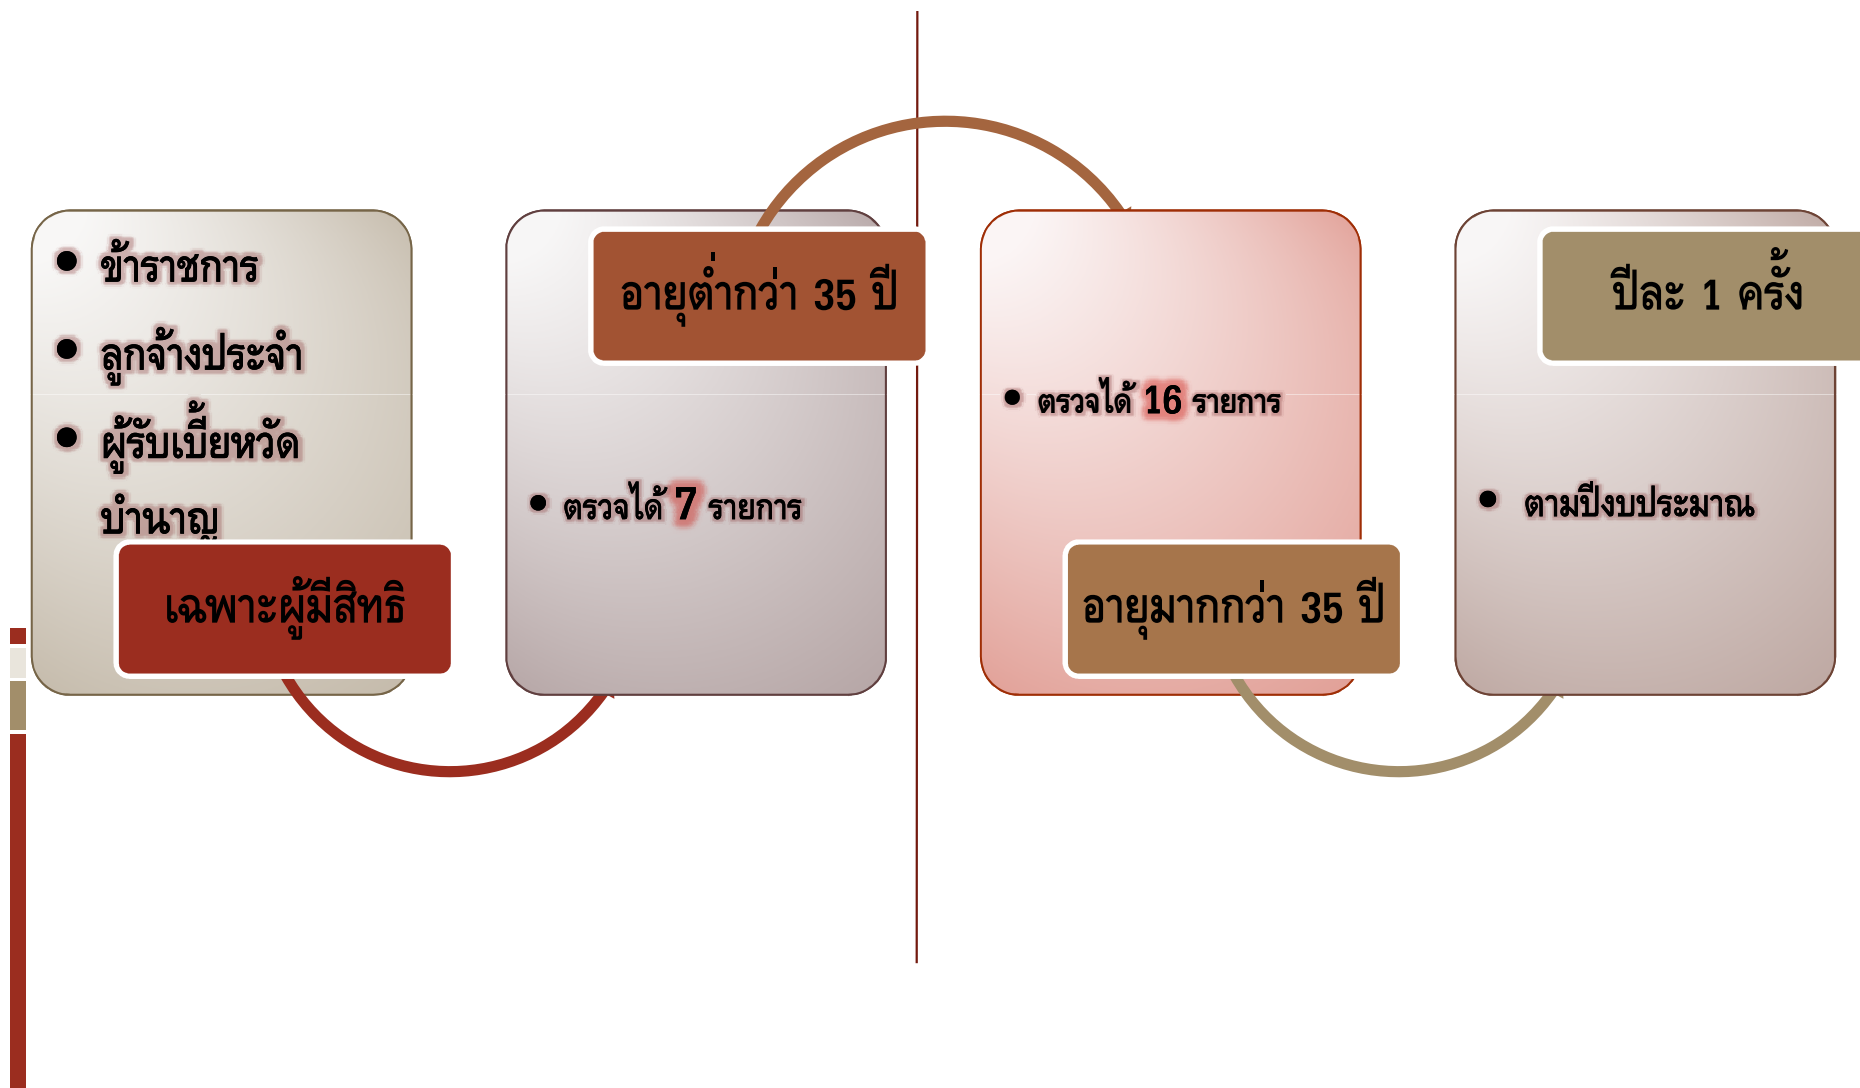 ข้าราชการ
ลูกจ้างประจำ
ผู้รับเบี้ยหวัด
บำนาญ
เฉพาะผู้มีสิทธิ
อายุต่ำกว่า 35 ปี
ตรวจได้ 7 รายการ
ตรวจได้ 16 รายการ
อายุมากกว่า 35 ปี
ปีละ 1 ครั้ง
ตามปีงบประมาณ